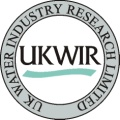 UK WATER INDUSTRY RESEARCH LIMITED
UKWIR